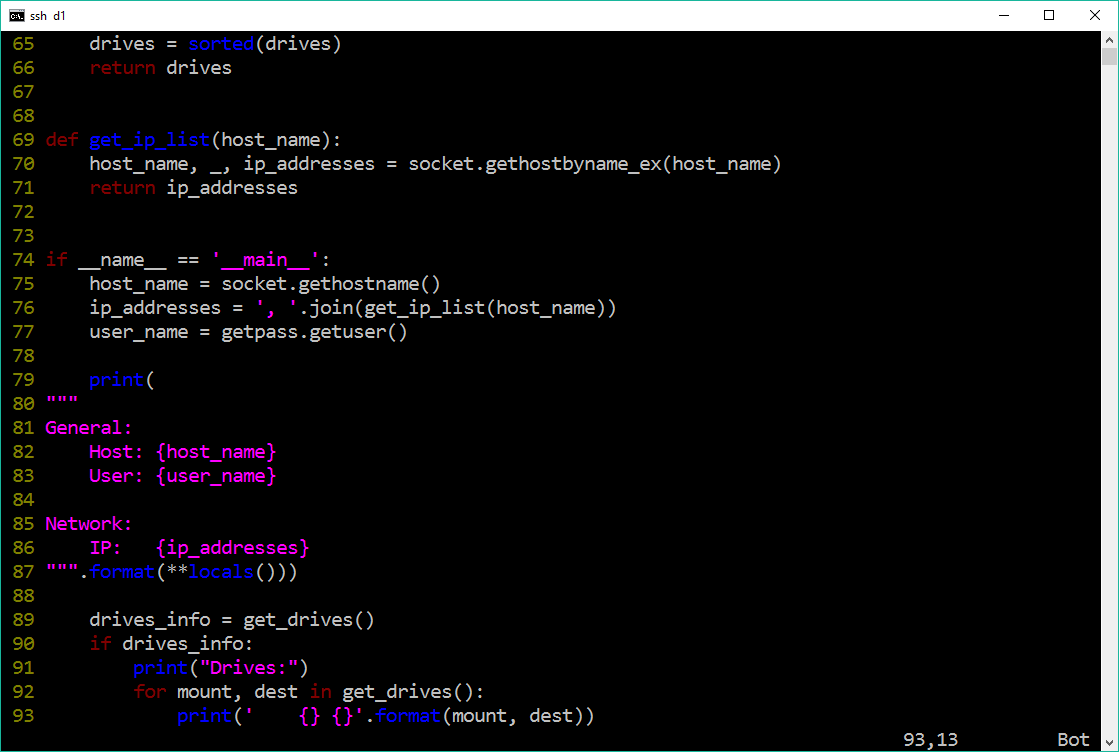 C:\. ssh d1
65     drives = sorted(drives)
66     return drives
67
68
69 def get_ip_list(host_name):
70     host_name, _, ip_addresses = socket.gethostbyname_ex(host_name)
71     return ip_addresses
72
73
74 if __name__ == '__main__':
75     host_name = socket.gethostname()
76     ip_addresses = ', '.join(get_ip_list(host_name))
77     user_name = getpass.getuser()
78
79     print(
80 """
81 General:
82     Host: {host_name}
83     User: {user_name}
84
85 Network:
86     IP:   {ip_addresses}
87 """.format(**locals()))
88
89     drives_info = get_drives()
90     if drives_info:
91         print("Drives:")
92         for mount, dest in get_drives():
93             print('    {} {}'.format(mount, dest))
93,13         Bot